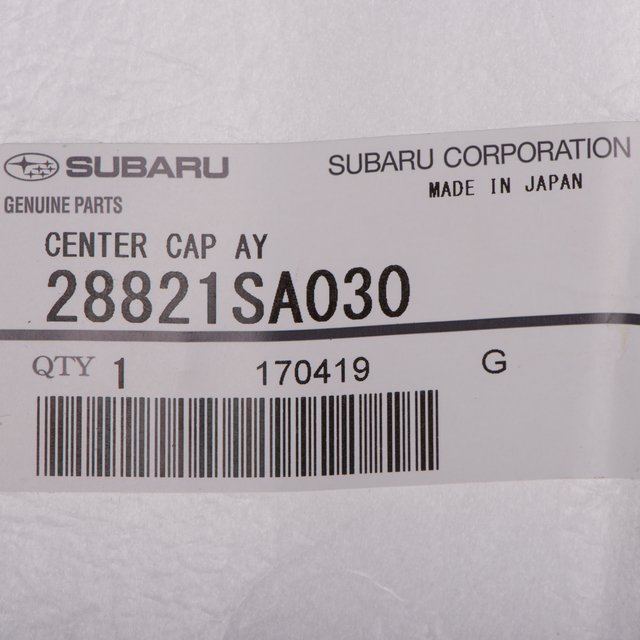 SUBARU SUBARU CORPORATION
GENUINE PARTS MADE IN JAPAN
CENTER CAP AY
28821SA030
QTY 1 170419 G